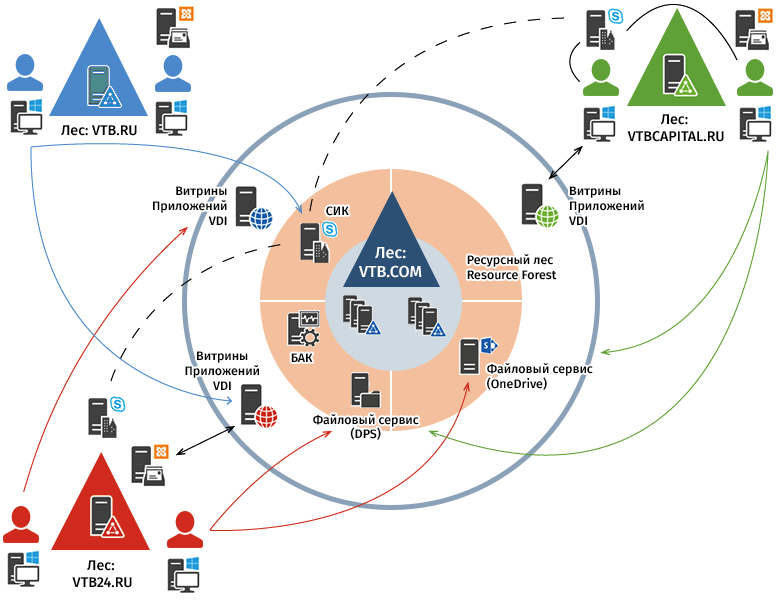 Лес: VTB.RU
Лес:
VTBCAPITAL.RU
Витрины
Приложений
VDI
СИК
Витрины
Приложений
VDI
Лес:
VTB.COM
Ресурсный лес
Resource Forest
БАК
Витрины
Приложений
VDI
Файловый сервис
(OneDrive)
Файловый сервис
(DPS)
Лес:
VTB24.RU